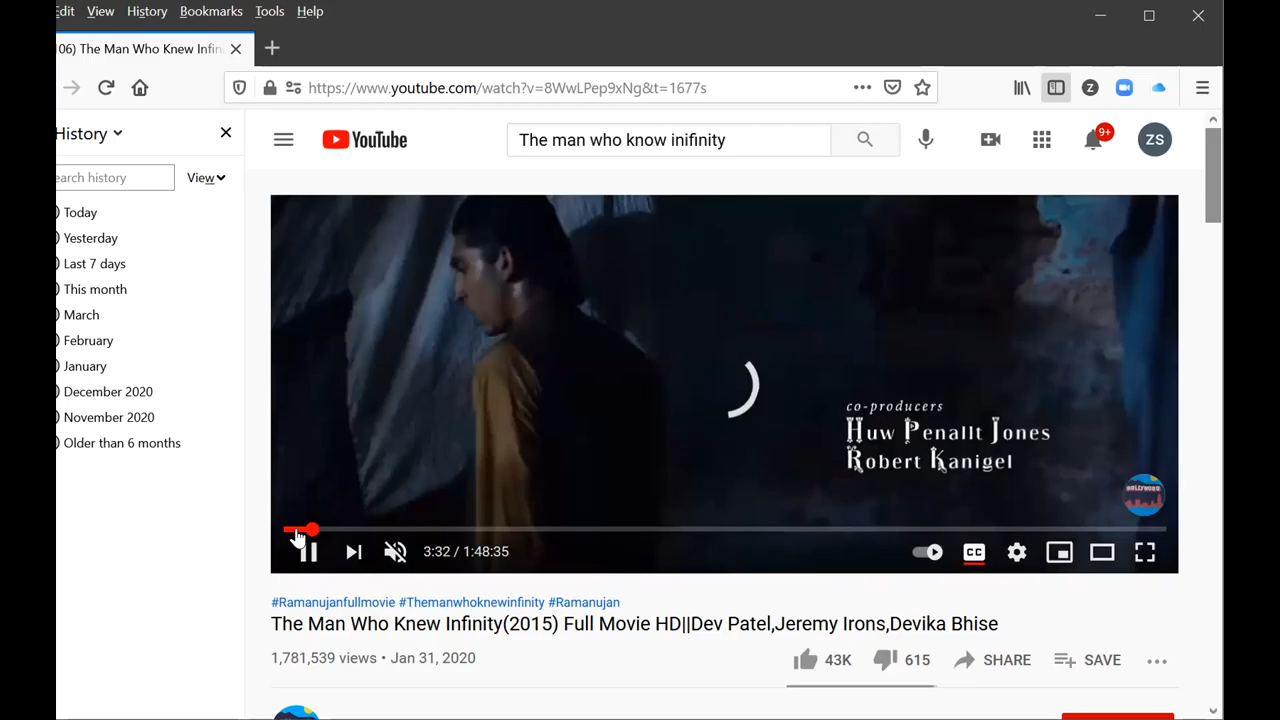 View History Bookmarks Tools Help
06) The Man Who Knew Infin
https://www.youtube.com/watch?v=8WwLPep9xNg&t=1677s
Z
History
YouTube
The man who know inifinity
9+
ZS
earch history
View
Today
Yesterday
Last 7 days
This month
March
February
January
December 2020
November 2020
Older than 6 months
co-producers
Huw Penallt Jones
Robert Kanigel
3:32 / 1:48:35
CC
#Ramanujanfullmovie #Themanwhoknewinfinity #Ramanujan
The Man Who Knew Infinity(2015) Full Movie HD||Dev Patel,Jeremy Irons,Devika Bhise
1,781,539 views • Jan 31, 2020
43K 615 SHARE SAVE